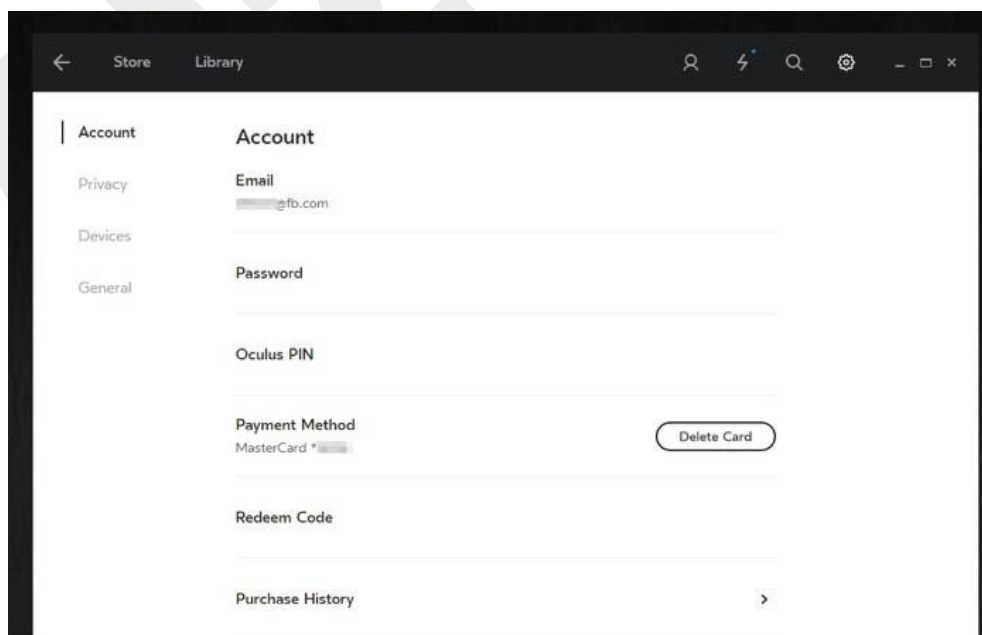 Store Library
Account
Privacy
Devices
General
Account
Email
@fb.com
Password
Oculus PIN
Payment Method
MasterCard *
Delete Card
Redeem Code
Purchase History